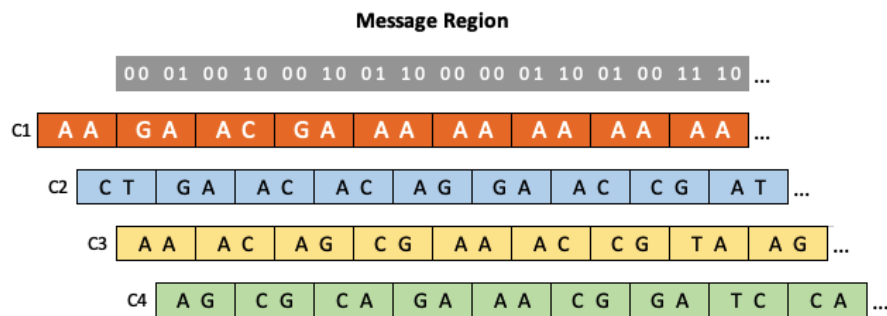 Message Region
00 01 00 10 00 10 01 10 00 00 01 10 01 00 11 10 ...
C1 A A G A A C G A A A A A A A A A A A ...
C2 C T G A A C A C A G G A A C C G A T ...
C3 A A A C A G C G A A A C C G T A A G ...
C4 A G C G C A G A A A C G G A T C C A ...